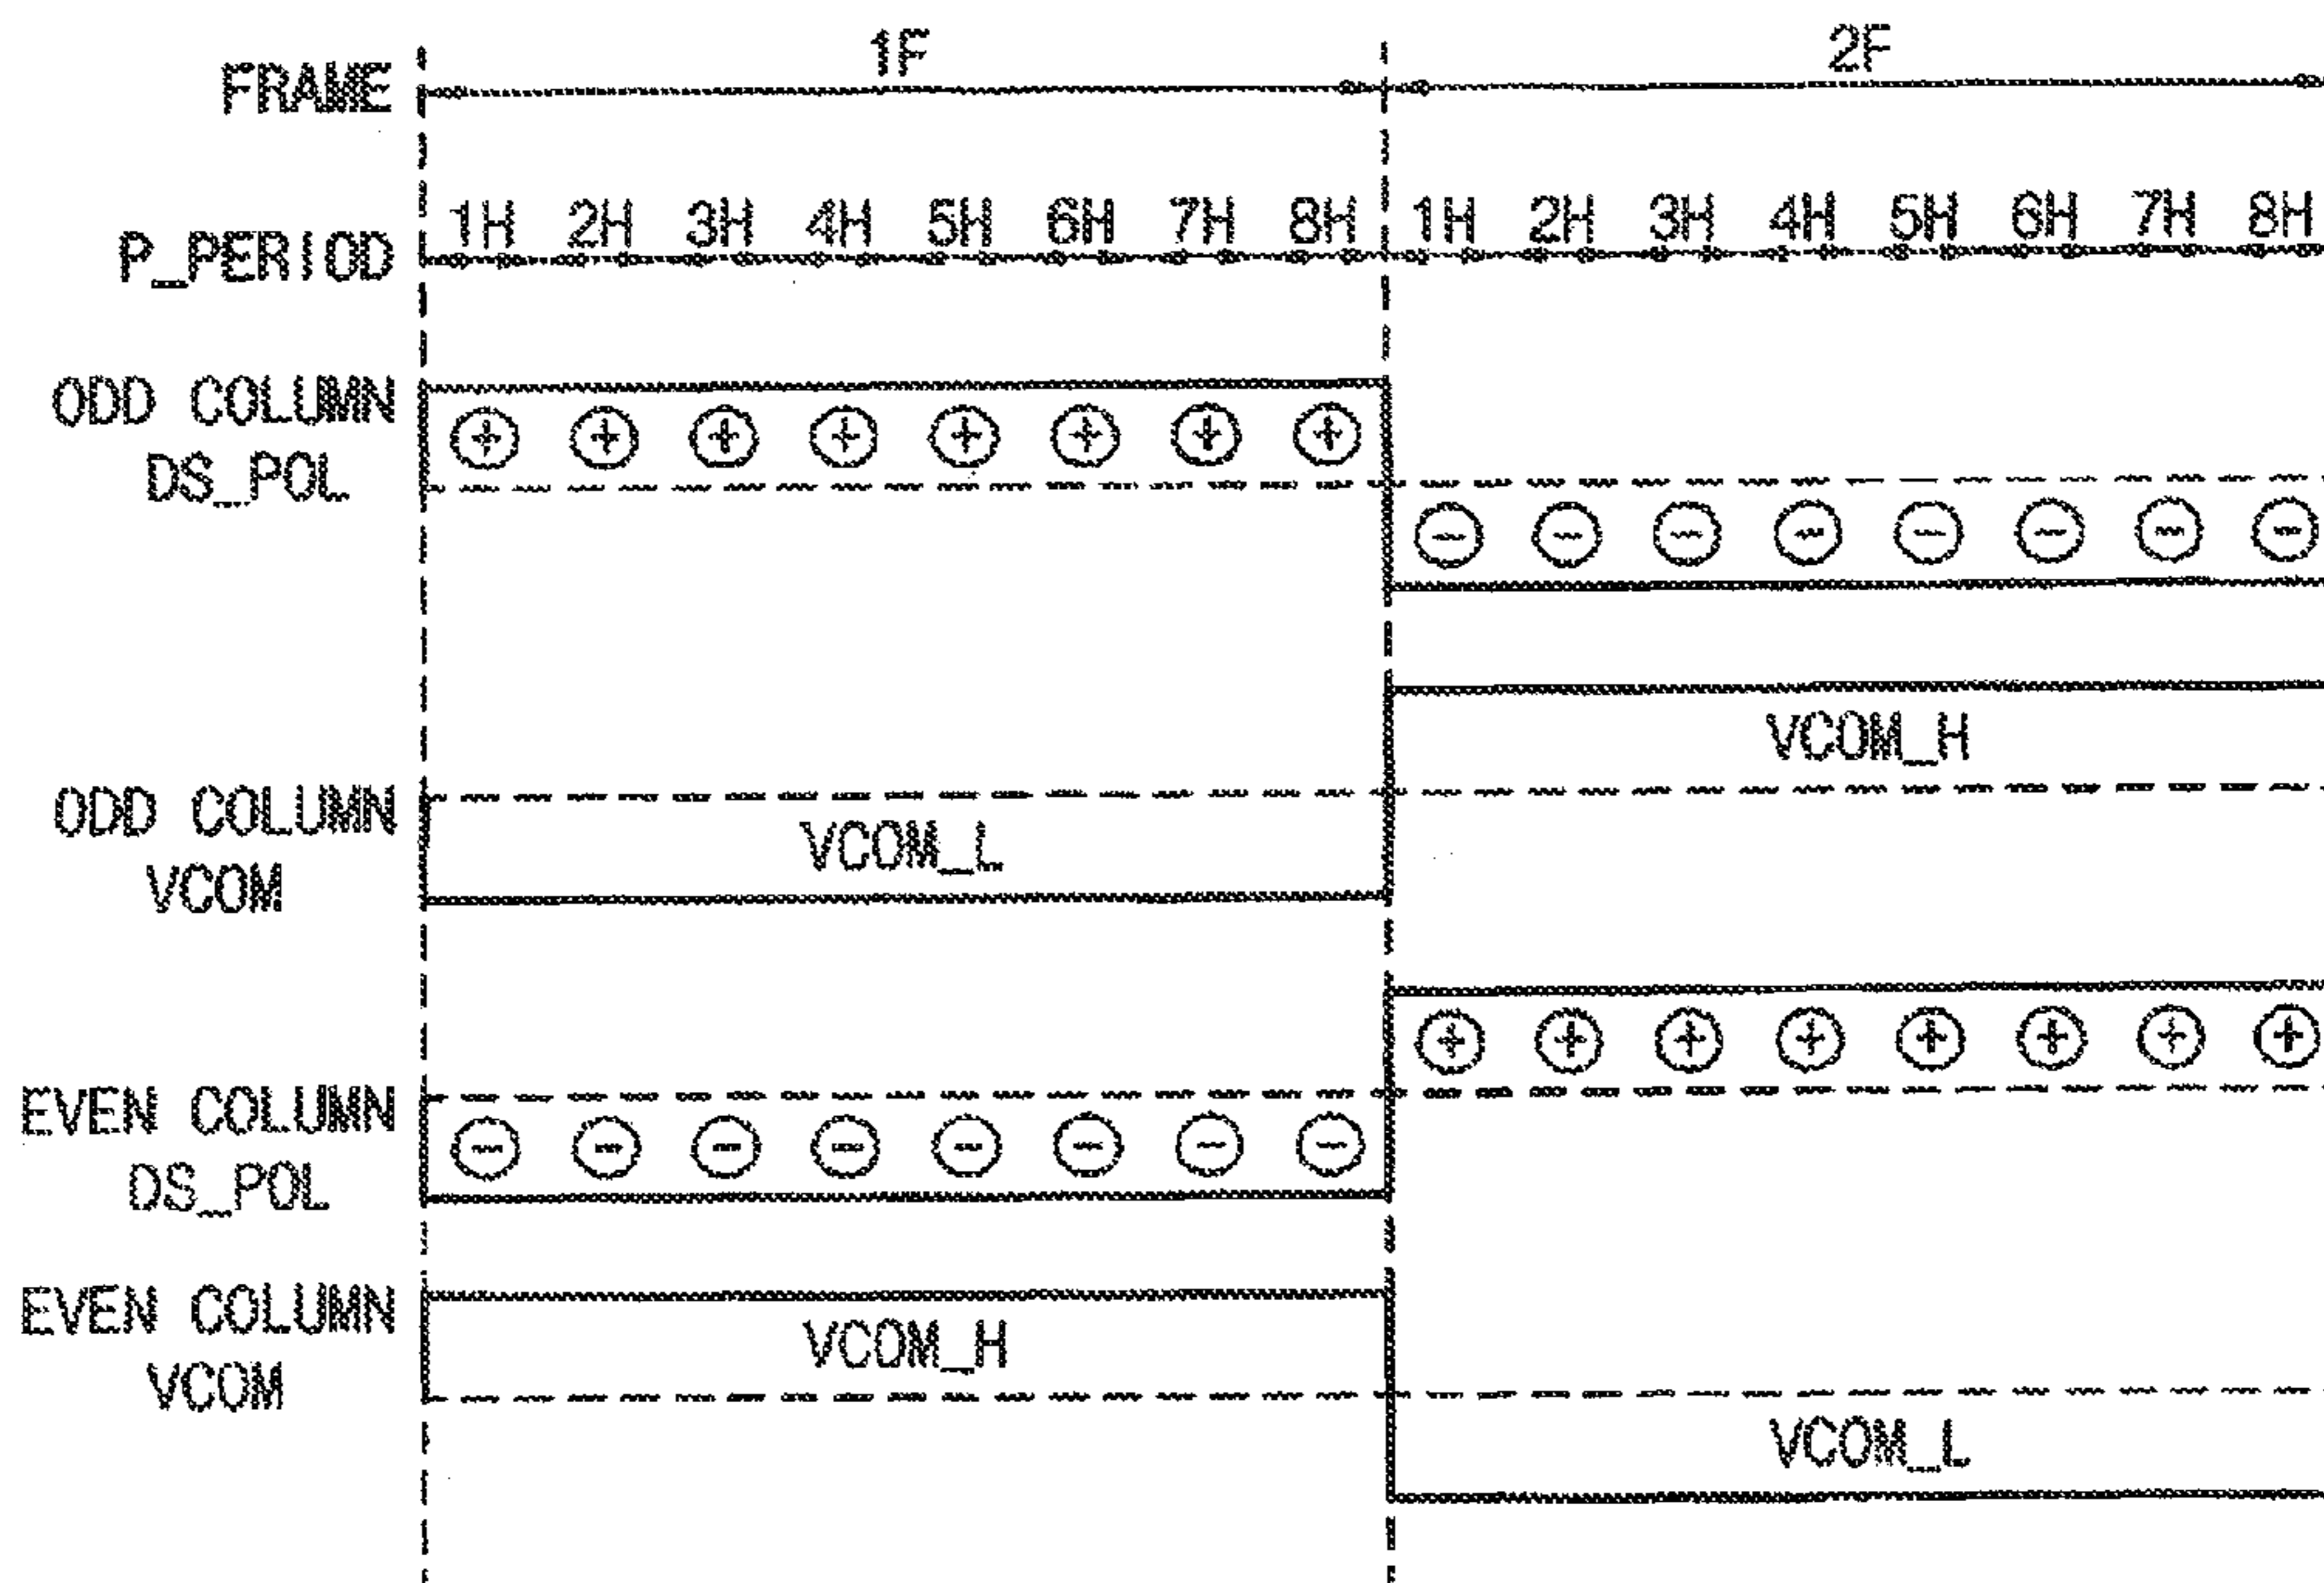 FRAME 1F 2F
P_PERIOD 1H 2H 3H 4H 5H 6H 7H 8H 1H 2H 3H 4H 5H 6H 7H 8H
ODD COLUMN
DS_POL
+ + + + + + + +
- - - - - - - -
VCOM_H
ODD COLUMN
VCOM
VCOM_L
+ + + + + + + +
EVEN COLUMN
DS_POL
- - - - - - - -
EVEN COLUMN
VCOM
VCOM_H
VCOM_L